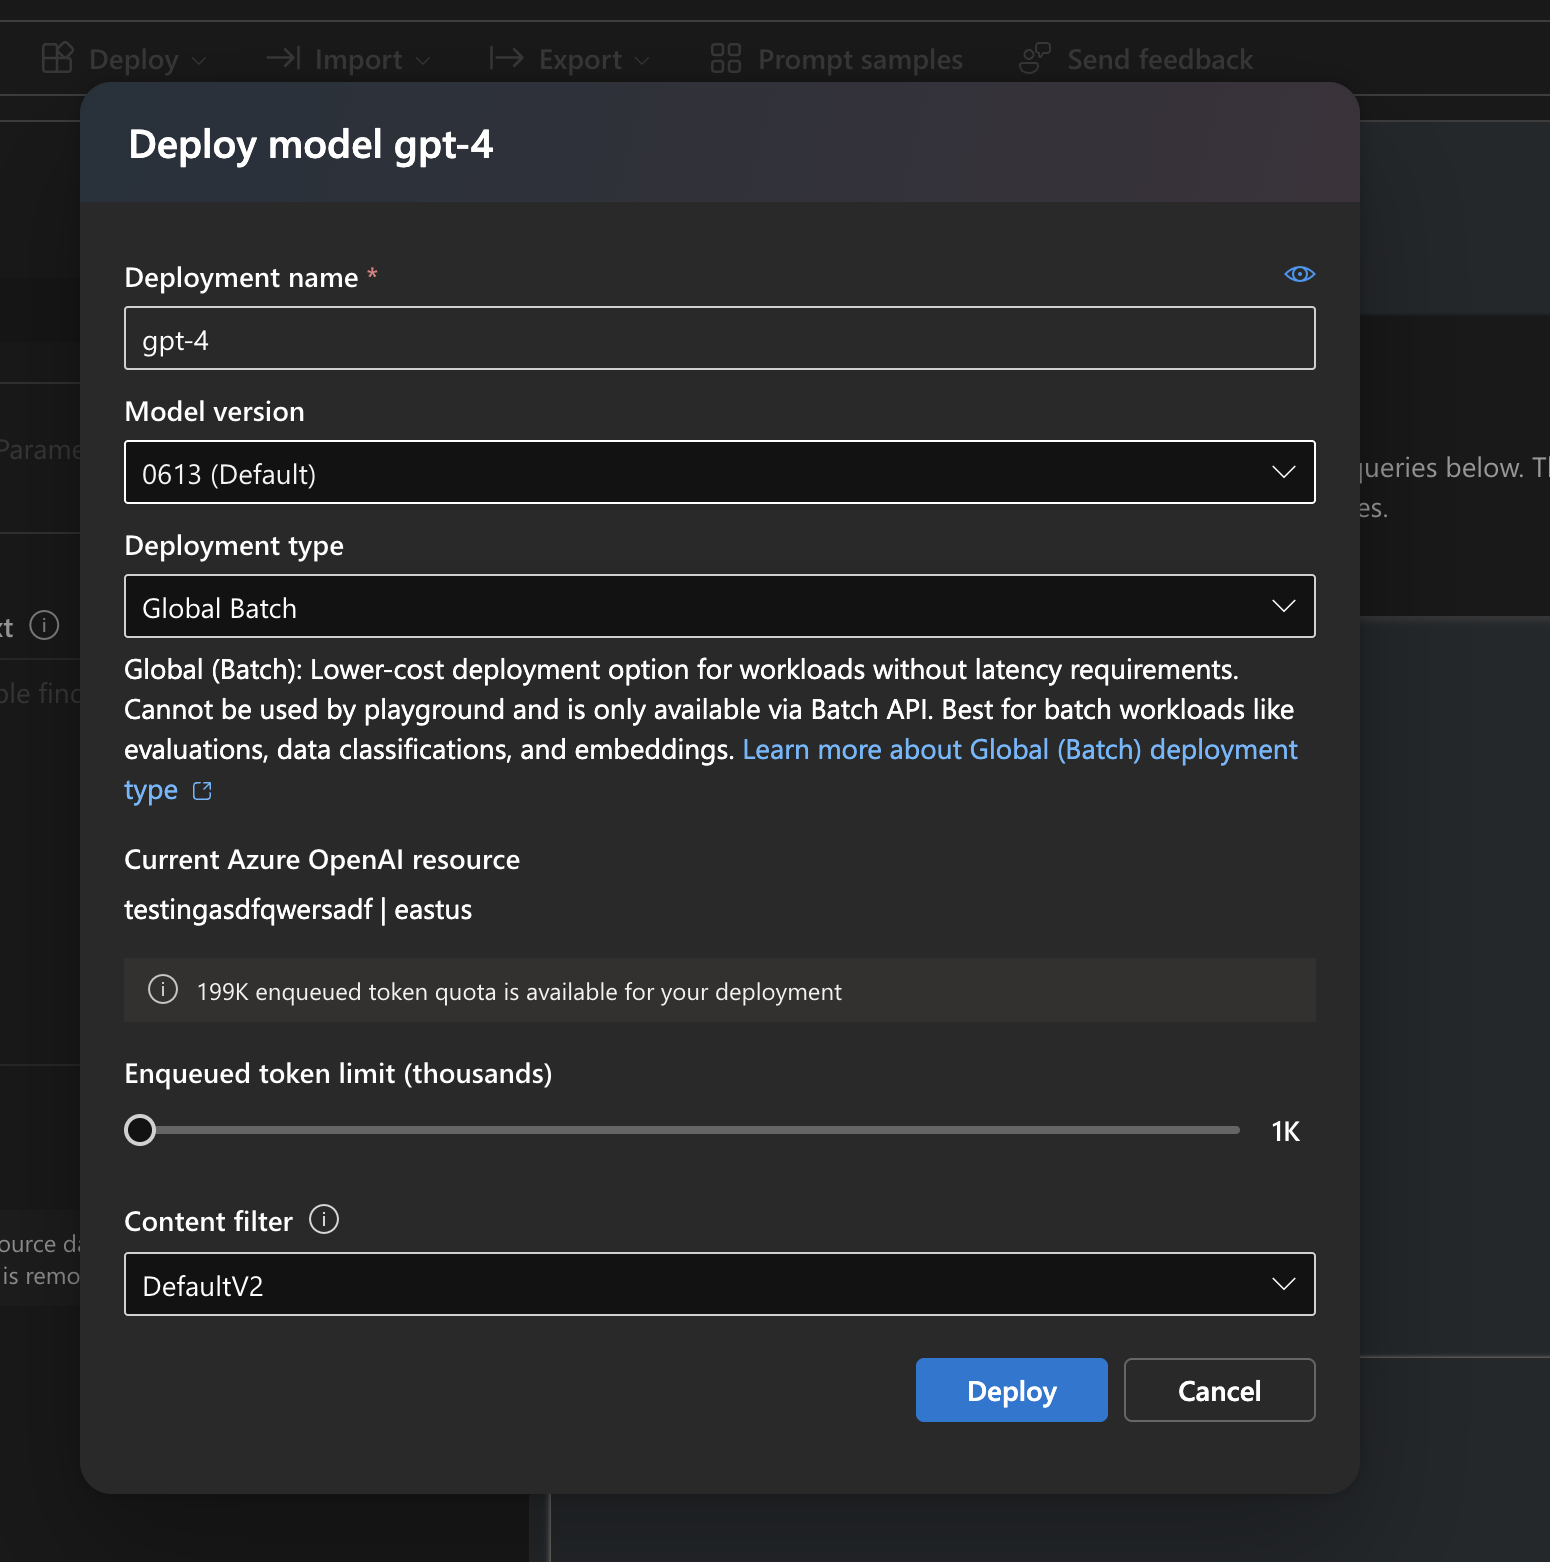 Deploy Import Export Prompt samples Send feedback
Deploy model gpt-4
Deployment name *
gpt-4
Model version
0613 (Default)
Parame
queries below. Th
es.
Deployment type
Global Batch
xt
Global (Batch): Lower-cost deployment option for workloads without latency requirements.
Cannot be used by playground and is only available via Batch API. Best for batch workloads like
evaluations, data classifications, and embeddings. Learn more about Global (Batch) deployment
type
ple find
Current Azure OpenAI resource
testingasdfqwersadf | eastus
199K enqueued token quota is available for your deployment
Enqueued token limit (thousands)
1K
Content filter
DefaultV2
ource da
is remo
Deploy Cancel